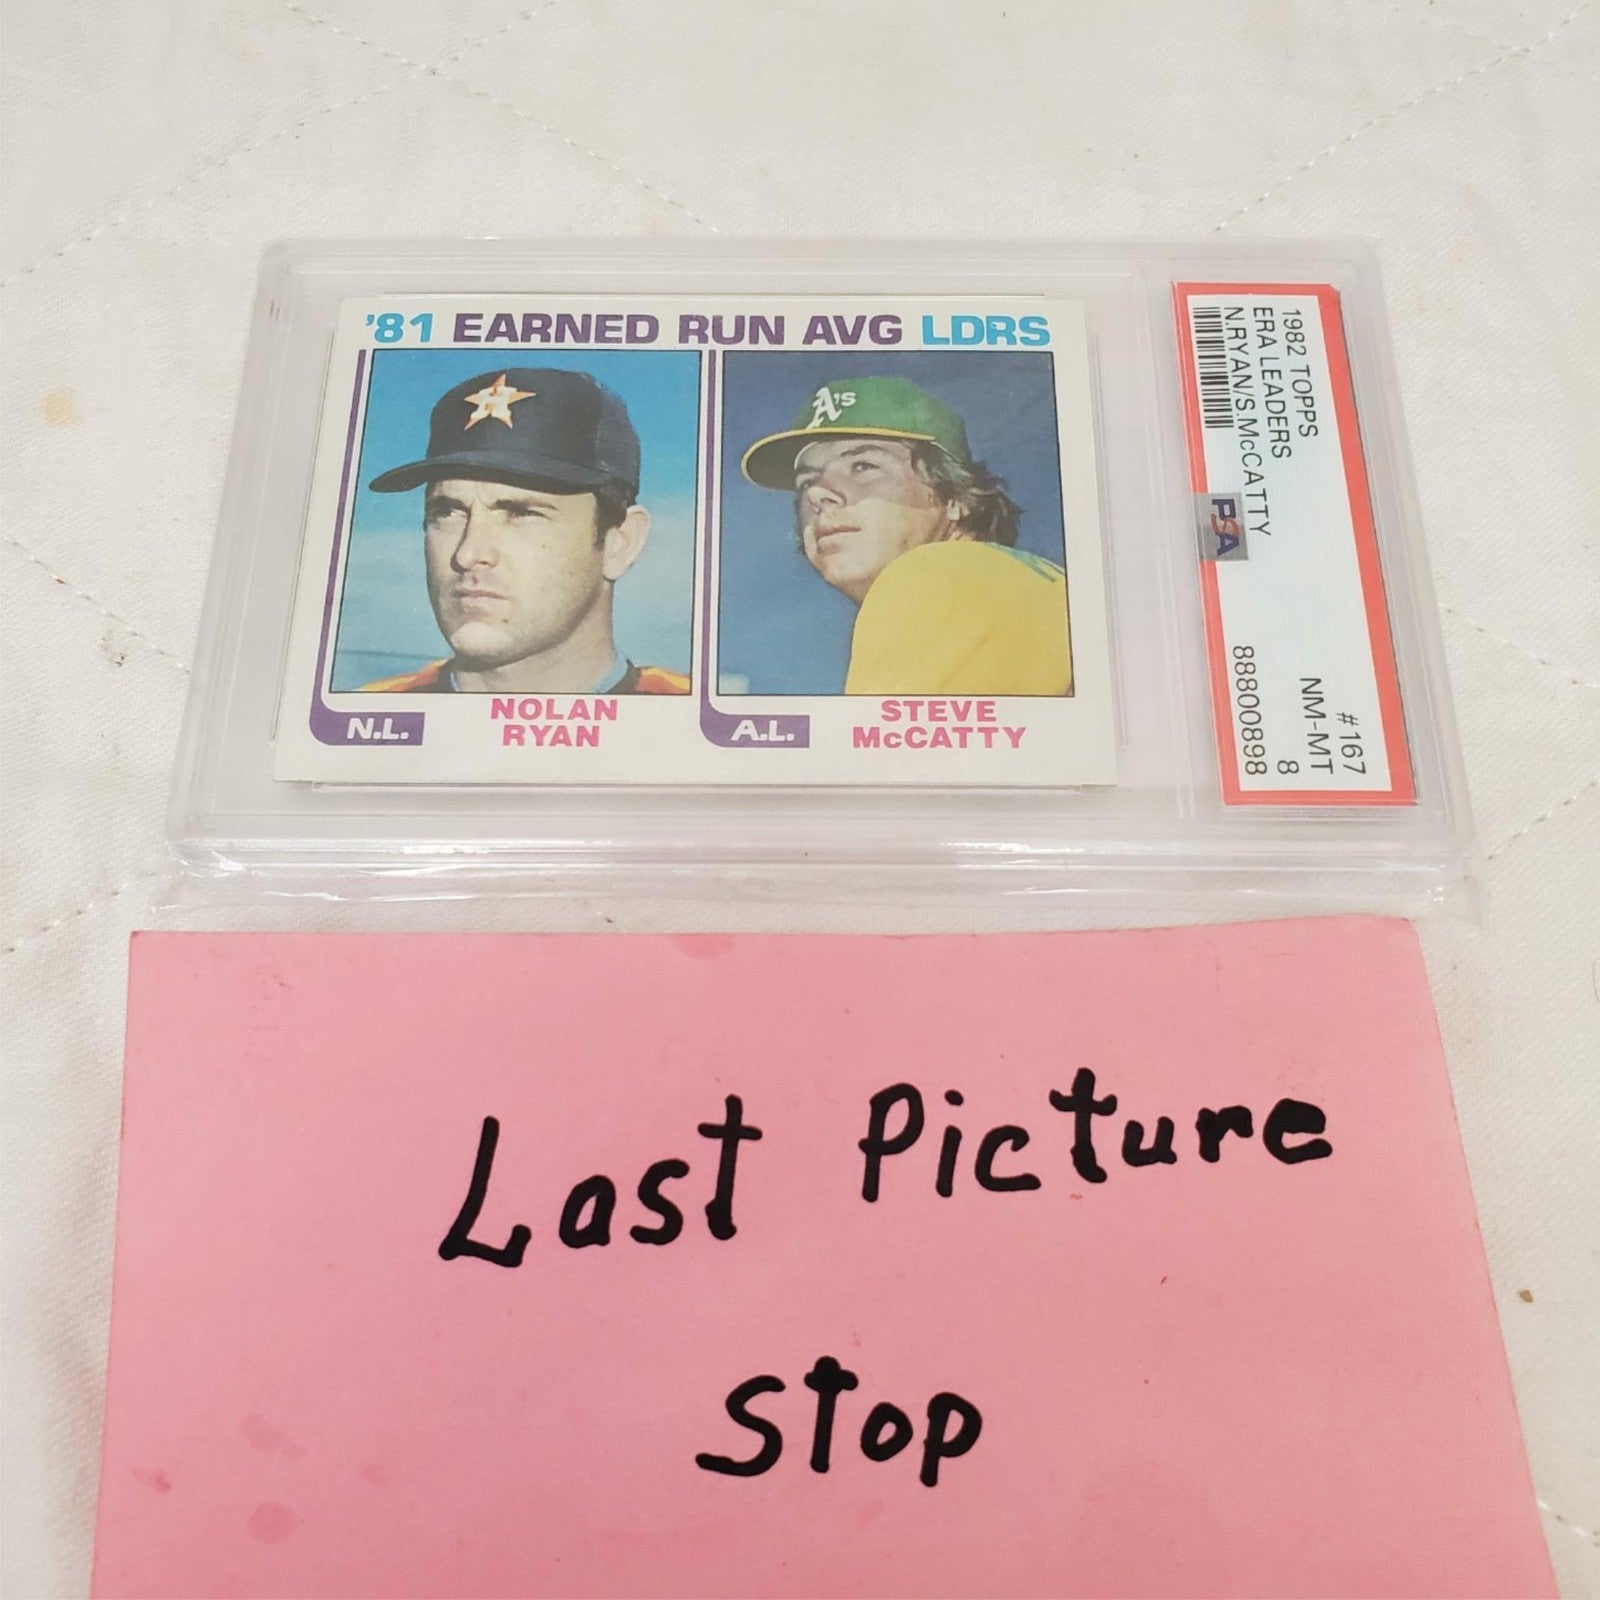 '81 EARNED RUN AVG LDRS
A's
N.L.
NOLAN
RYAN
A.L.
STEVE
McCATTY
1982 TOPPS
#167
ERA LEADERS
NM-MT
N.RYAN/S.McCATTY
8
PSA
88800898
Last Picture
Stop